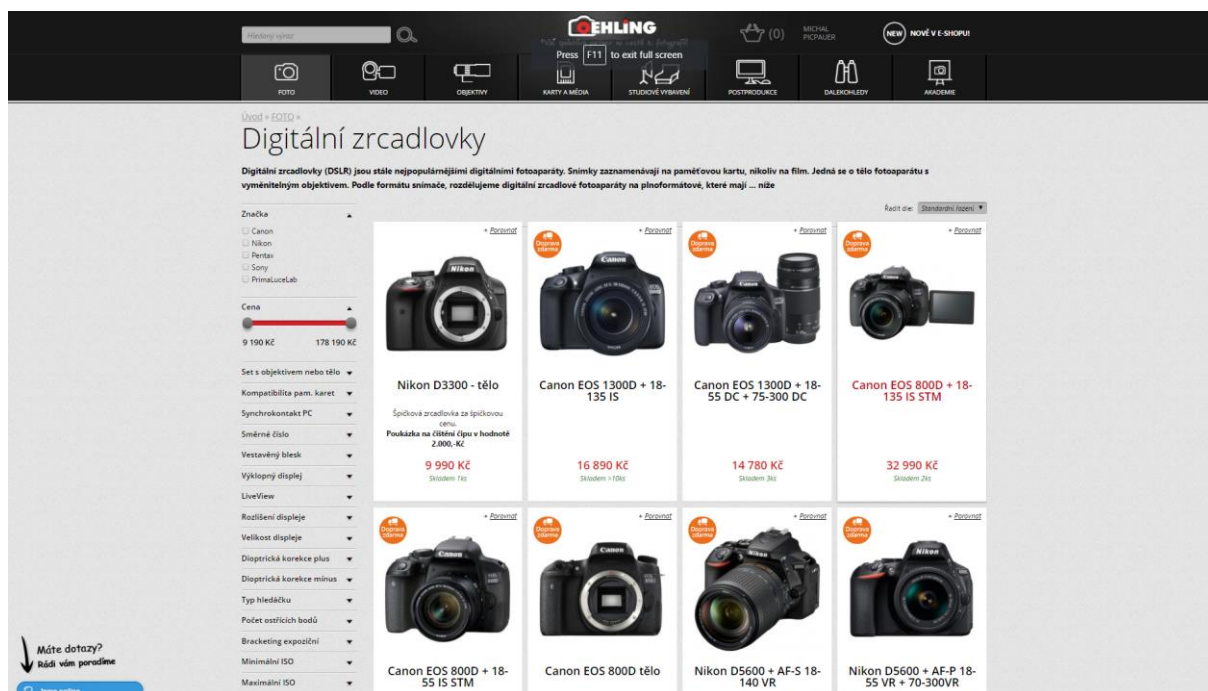 Hledaný výraz
OEHLING
(0)
MICHAL
PICPAUER
NEW
NOVÉ V E-SHOPU!
Press F11 to exit full screen
FOTO
VIDEO
OBJEKTIVY
KARTY A MÉDIA
STUDIOVÉ VYBAVENÍ
POSTPRODUKCE
DALEKOHLEDY
AKADEMIE
Úvod » FOTO »
Digitální zrcadlovky
Digitální zrcadlovky (DSLR) jsou stále nejpopulárnějšími digitálními fotoaparáty. Snímky zaznamenávají na paměťovou kartu, nikoliv na film. Jedná se o tělo fotoaparátu s
vyměnitelným objektivem. Podle formátu snímače, rozdělujeme digitální zrcadlové fotoaparáty na plnoformátové, které mají ... níže
Řadit dle: Standardní řazení
Značka
Canon
Nikon
Pentax
Sony
PrimaLuceLab
Cena
9 190 Kč
178 190 Kč
Set s objektivem nebo tělo
Kompatibilita pam. karet
Synchrokontakt PC
Směrné číslo
Vestavěný blesk
Výklopný displej
LiveView
Rozlišení displeje
Velikost displeje
Dioptrická korekce plus
Dioptrická korekce mínus
Typ hledáčku
Počet ostřících bodů
Bracketing expoziční
Minimální ISO
Maximální ISO
+ Porovnat
Nikon
Nikon D3300 - tělo
Špičková zrcadlovka za špičkovou
cenu.
Poukázka na čištění čipu v hodnotě
2.000,-Kč
9 990 Kč
Skladem 1ks
Doprava
zdarma
+ Porovnat
Canon
Canon EOS 1300D + 18-
135 IS
16 890 Kč
Skladem >10ks
Doprava
zdarma
+ Porovnat
Canon
Canon EOS 1300D + 18-
55 DC + 75-300 DC
14 780 Kč
Skladem 3ks
Doprava
zdarma
+ Porovnat
Canon
Canon EOS 800D + 18-
135 IS STM
32 990 Kč
Skladem 2ks
Doprava
zdarma
+ Porovnat
Canon
Canon EOS 800D + 18-
55 IS STM
Doprava
zdarma
+ Porovnat
Canon
Canon EOS 800D tělo
Doprava
zdarma
+ Porovnat
Nikon
Nikon D5600 + AF-S 18-
140 VR
Doprava
zdarma
+ Porovnat
Nikon
Nikon D5600 + AF-P 18-
55 VR + 70-300VR
Máte dotazy?
Rádi vám poradíme